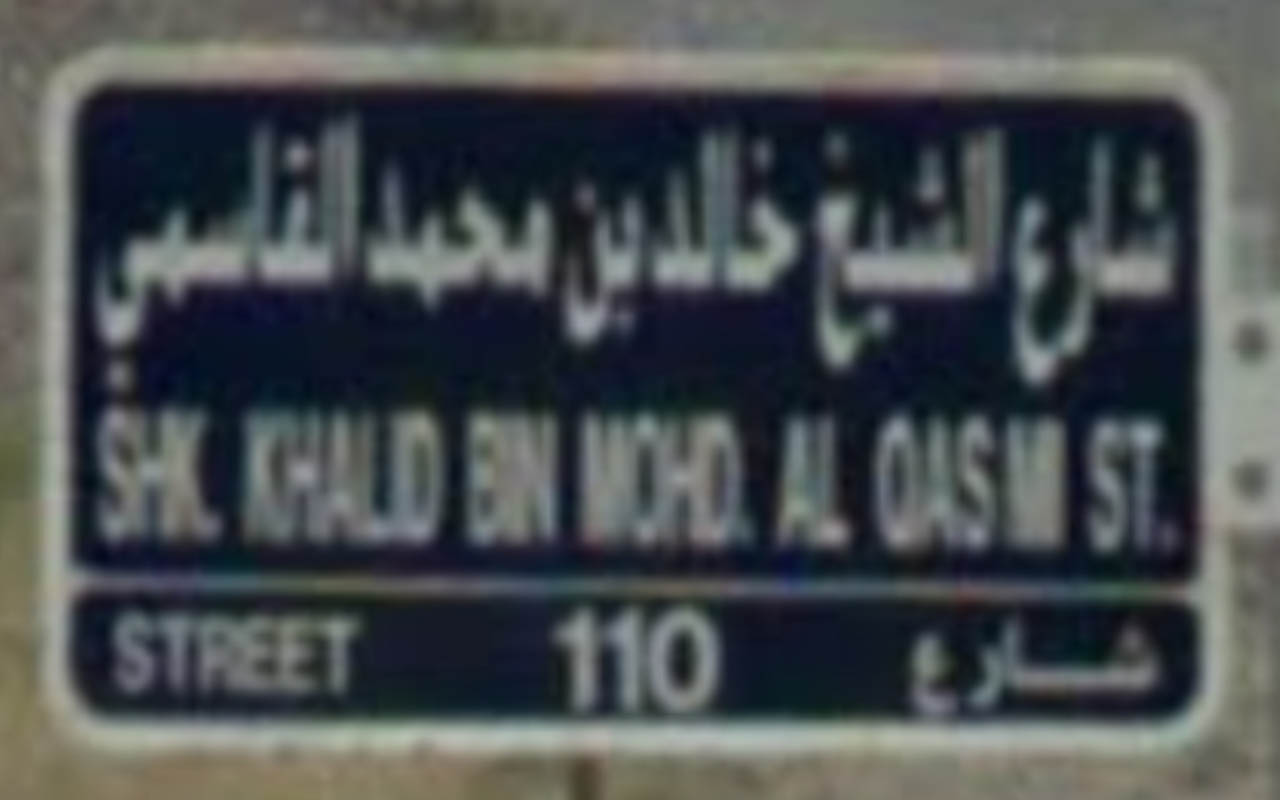 شارع الشيخ خالد بن محمد القاسمي
SHK. KHALID BIN MOHD. AL QASIMI ST.
STREET 110 شارع